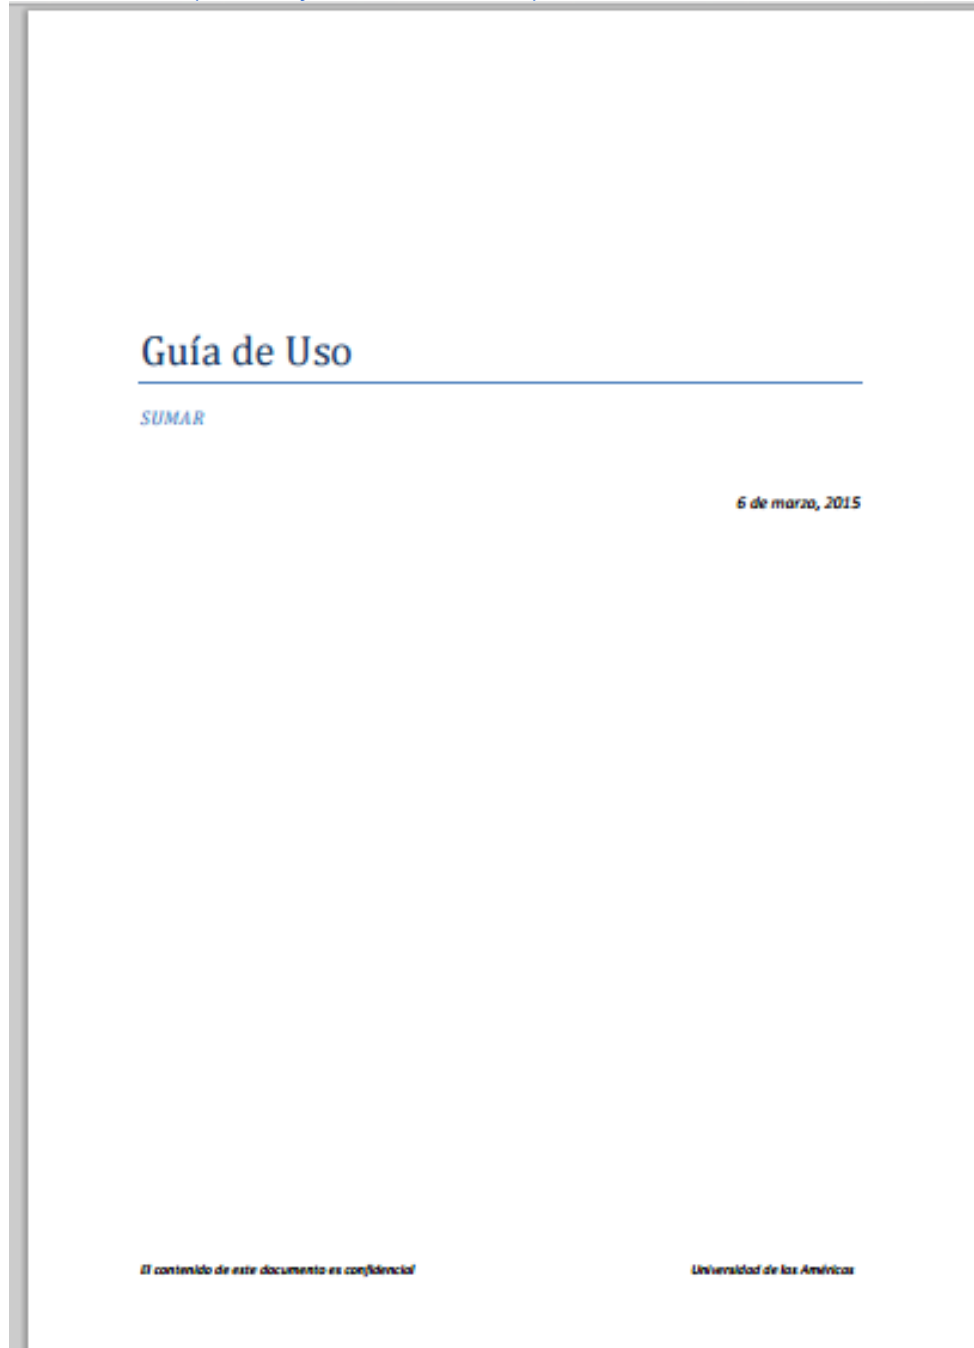 Guía de Uso
SUMAR
6 de marzo, 2015
El contenido de este documento es confidencial
Universidad de las Américas